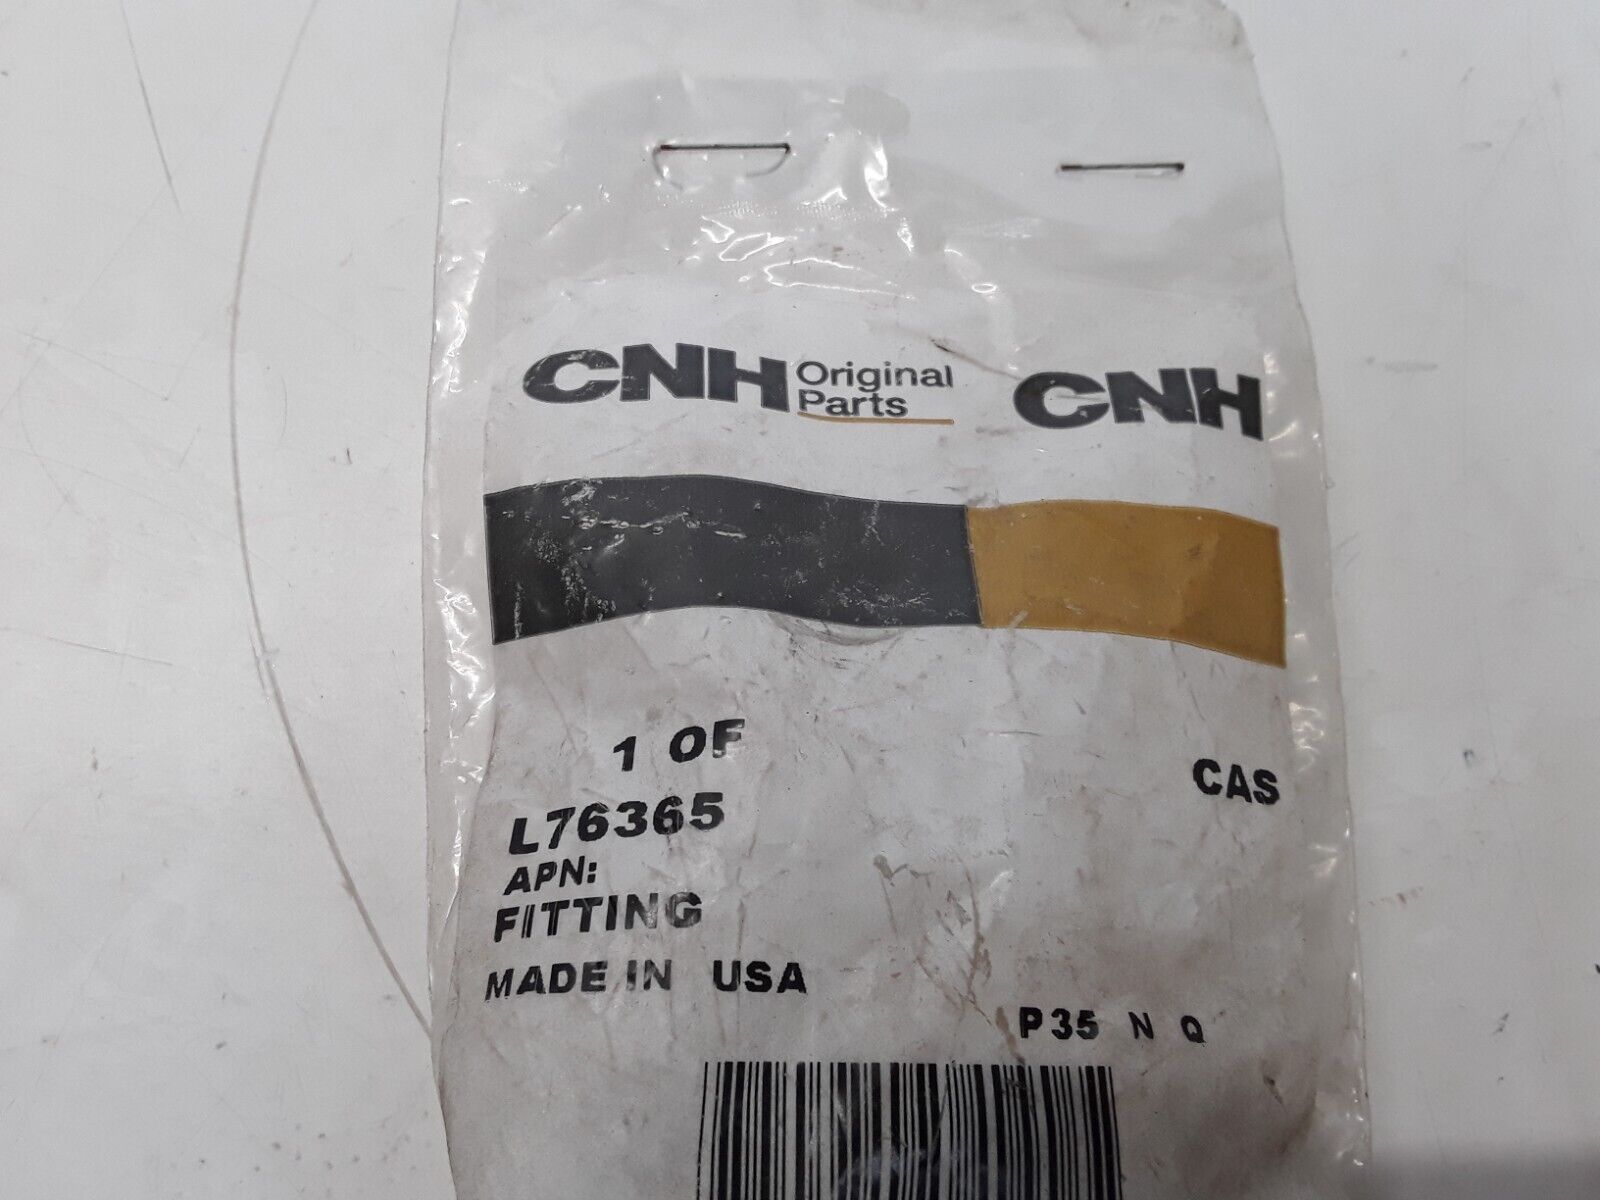 CNH Original Parts CNH
1 OF
CAS
L76365
APN:
FITTING
MADE IN USA
P35 N Q